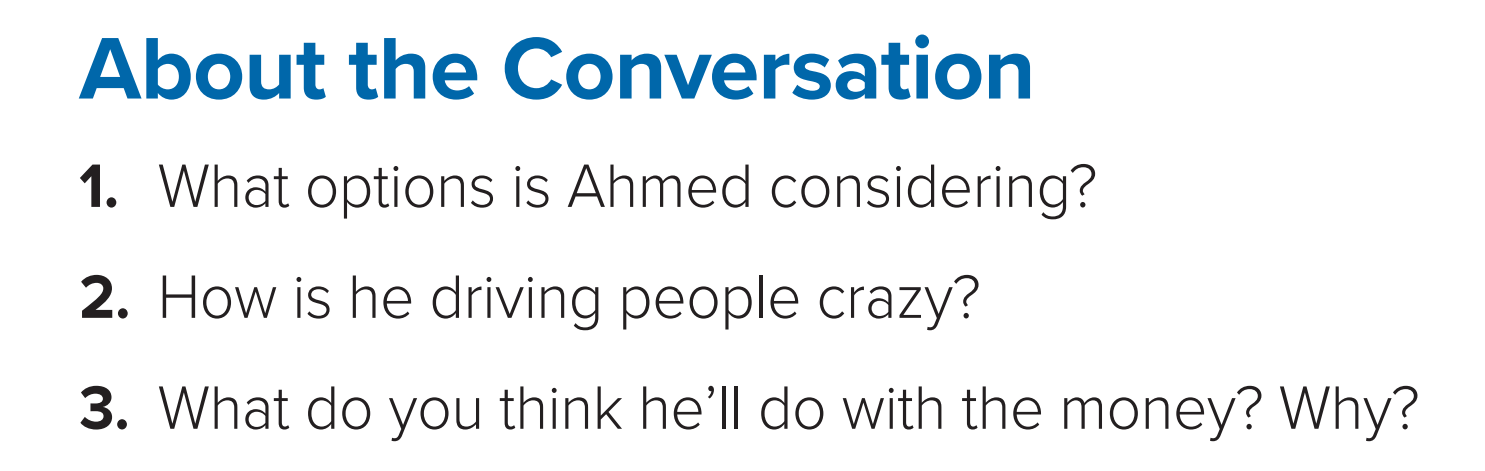 About the Conversation
1. What options is Ahmed considering?
2. How is he driving people crazy?
3. What do you think he’ll do with the money? Why?